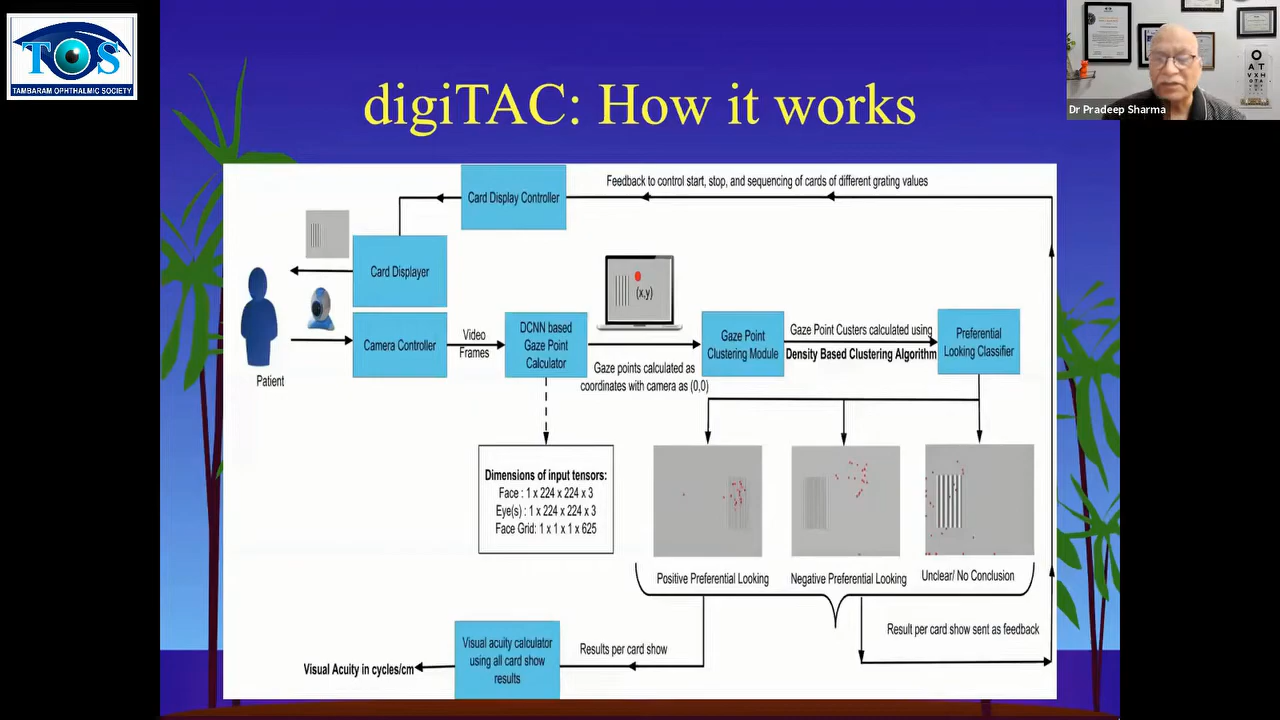 TOS
TAMBARAM OPHTHALMIC SOCIETY
Dr Pradeep Sharma
digiTAC: How it works
Card Display Controller
Feedback to control start, stop, and sequencing of cards of different grating values
Card Displayer
(x,y)
Patient
Camera Controller
Video
Frames
DCNN based
Gaze Point
Calculator
Gaze points calculated as
coordinates with camera as (0,0)
Gaze Point
Clustering Module
Gaze Point Custers calculated using
Density Based Clustering Algorithm
Preferential
Looking Classifier
Dimensions of input tensors:
Face : 1 x 224 x 224 x 3
Eye(s) : 1 x 224 x 224 x 3
Face Grid: 1 x 1 x 1 x 625
Positive Preferential Looking
Negative Preferential Looking
Unclear/ No Conclusion
Result per card show sent as feedback
Results per card show
Visual acuity calculator
using all card show
results
Visual Acuity in cycles/cm